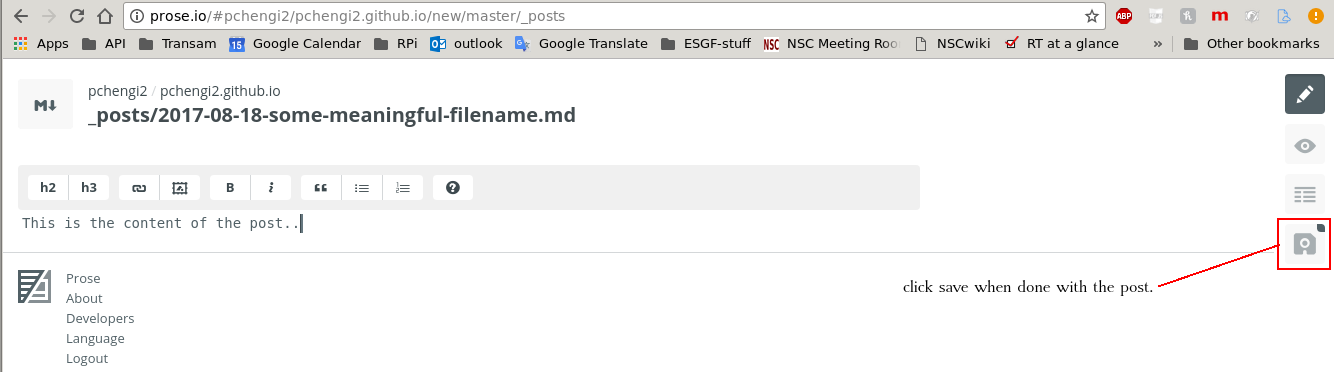 prose.io/#pchengi2/pchengi2.github.io/new/master/_posts
ABP
m
Apps API Transam 15 Google Calendar RPi outlook Google Translate ESGF-stuff NSC NSC Meeting Roo NSCwiki RT at a glance » Other bookmarks
M
pchengi2 / pchengi2.github.io
_posts/2017-08-18-some-meaningful-filename.md
h2 h3 B i “ ?
This is the content of the post..
Prose
About
Developers
Language
Logout
click save when done with the post.